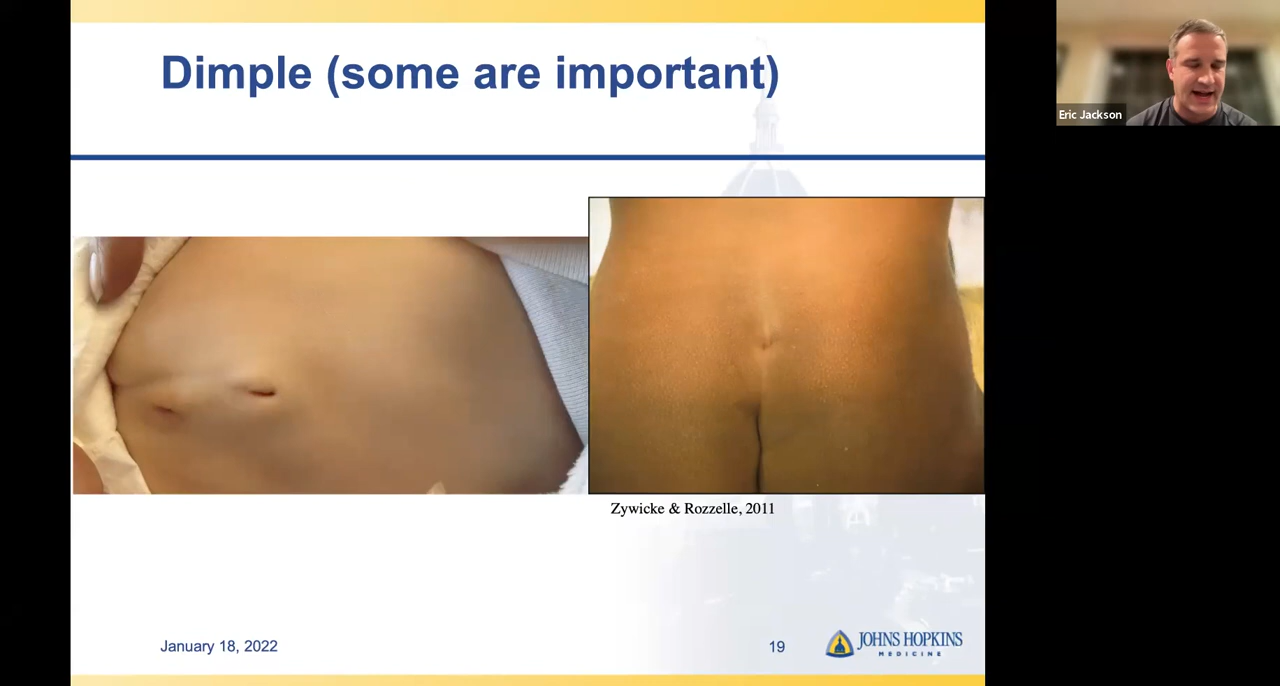 Dimple (some are important)
Eric Jackson
Zywicke & Rozzelle, 2011
January 18, 2022
19
JOHNS HOPKINS
MEDICINE